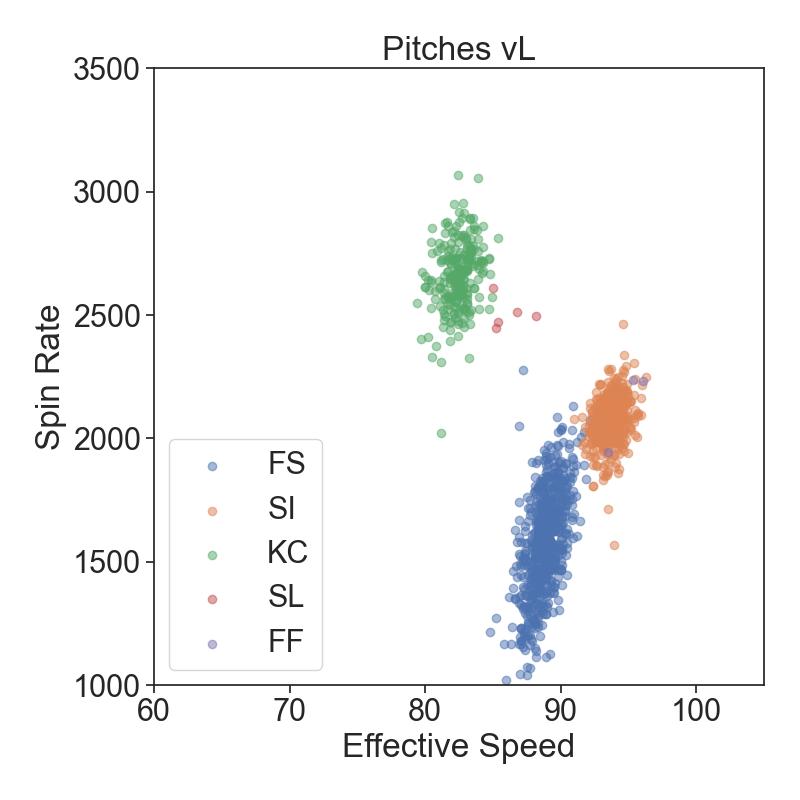 Pitches vL
3500
3000
2500
2000
1500
1000
Spin Rate
FS
SI
KC
SL
FF
60 70 80 90 100
Effective Speed